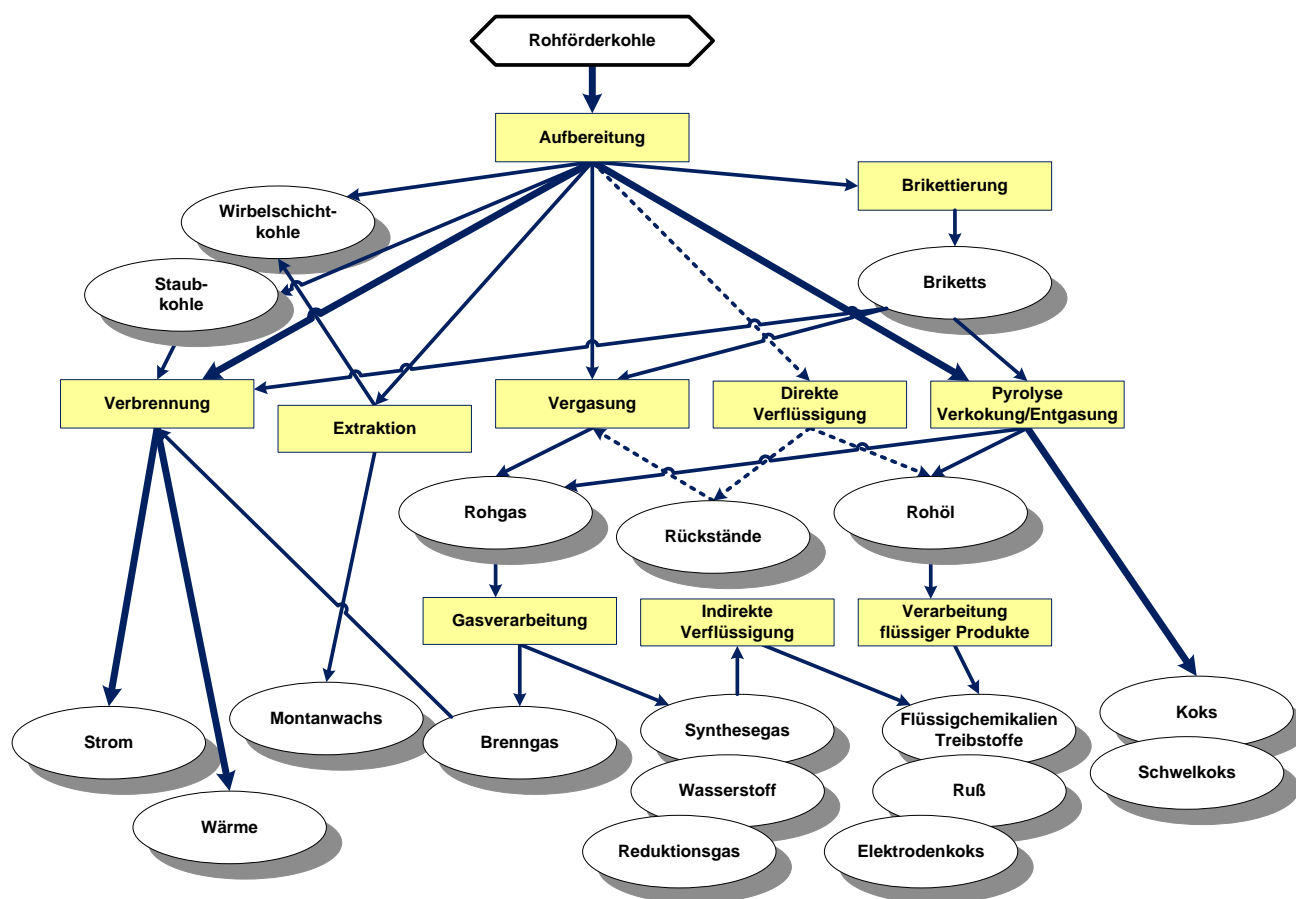 Rohförderkohle
Aufbereitung
Brikettierung
Wirbelschicht-
kohle
Staub-
kohle
Briketts
Verbrennung
Extraktion
Vergasung
Direkte
Verflüssigung
Pyrolyse
Verkokung/Entgasung
Rohgas
Rückstände
Rohöl
Gasverarbeitung
Indirekte
Verflüssigung
Verarbeitung
flüssiger Produkte
Strom
Montanwachs
Brenngas
Synthesegas
Flüssigchemikalien
Treibstoffe
Koks
Schwelkoks
Wasserstoff
Ruß
Wärme
Reduktionsgas
Elektrodenkoks